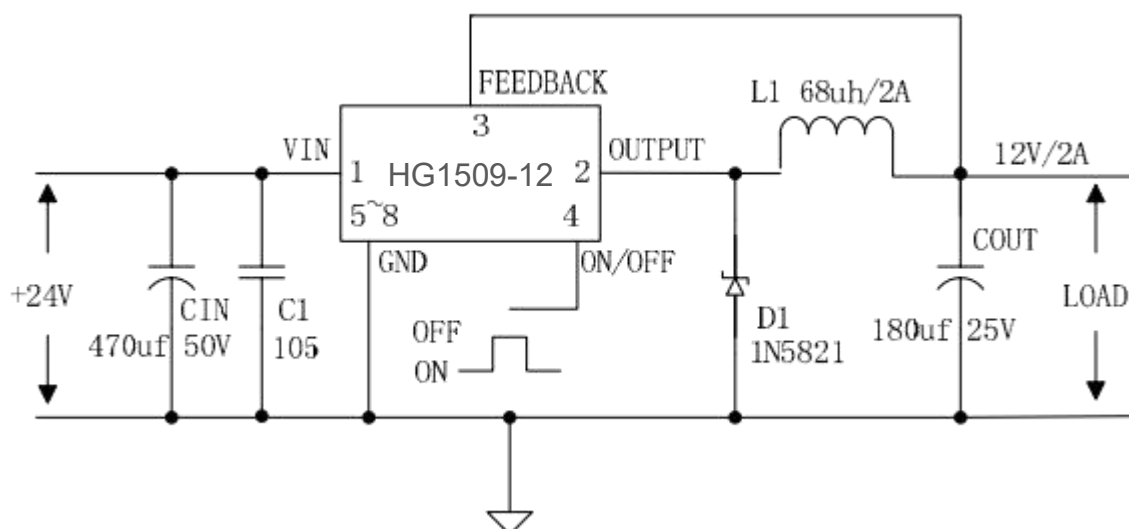 FEEDBACK
L1 68uh/2A
3
VIN
OUTPUT
12V/2A
1 HG1509-12 2
5~8 4
GND
ON/OFF
COUT
+24V
CIN
C1
LOAD
470uf 50V
105
OFF
ON
D1
1N5821
180uf 25V